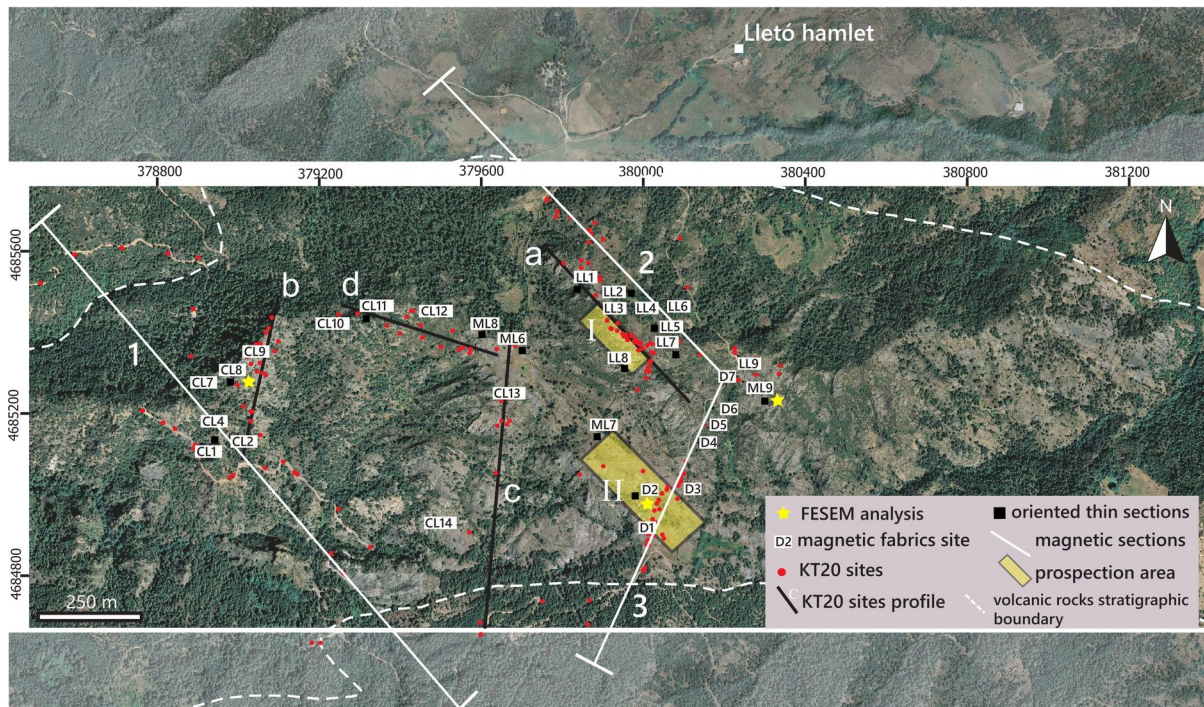 Lletó hamlet
378800
379200
379600
380000
380400
380800
381200
N
4685600
4685200
4684800
a
b
d
c
1
2
3
I
II
LL1
LL2
LL3
LL4
LL6
LL5
LL7
LL8
LL9
CL11
CL12
CL10
ML8
ML6
CL9
CL8
CL7
CL13
CL4
CL2
CL1
CL14
ML7
ML9
D7
D6
D5
D4
D3
D2
D1
250 m
FESEM analysis
oriented thin sections
D2 magnetic fabrics site
magnetic sections
KT20 sites
prospection area
C KT20 sites profile
volcanic rocks stratigraphic
boundary